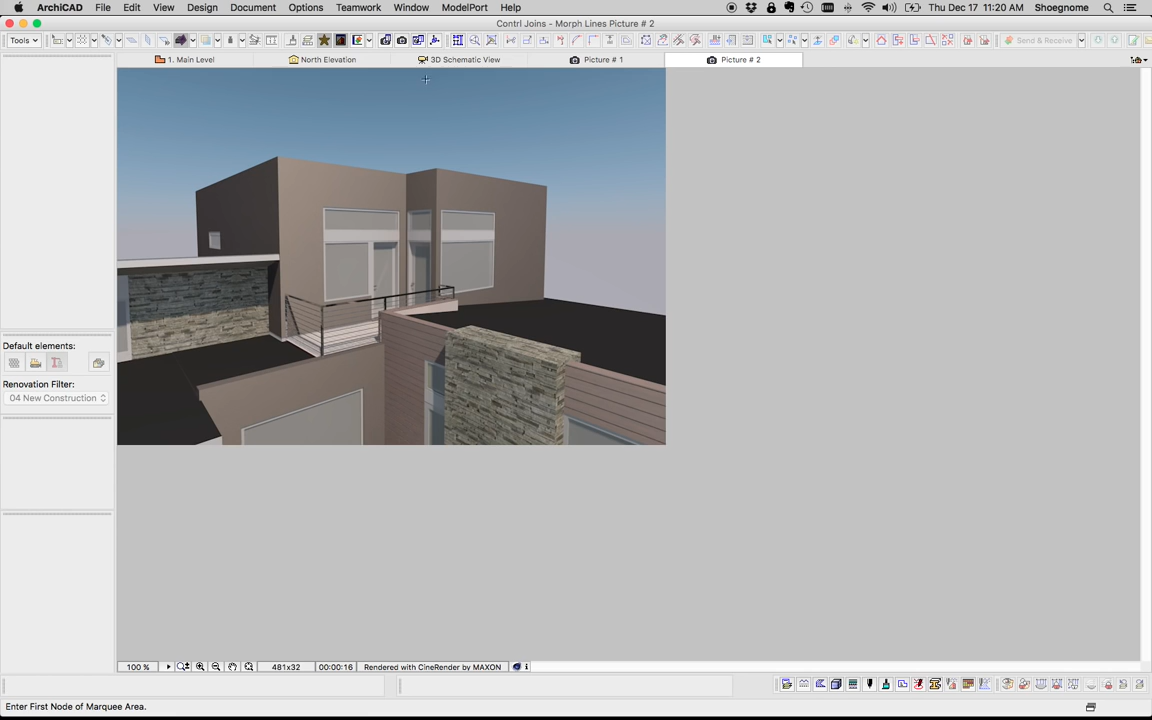 ArchiCAD File Edit View Design Document Options Teamwork Window ModelPort Help Thu Dec 17 11:20 AM Shoegnome
Contrl Joins - Morph Lines Picture # 2
Tools Send & Receive
1. Main Level North Elevation 3D Schematic View Picture # 1 Picture # 2
Default elements:
Renovation Filter:
04 New Construction
100 % 481x32 00:00:16 Rendered with CineRender by MAXON
Enter First Node of Marquee Area.